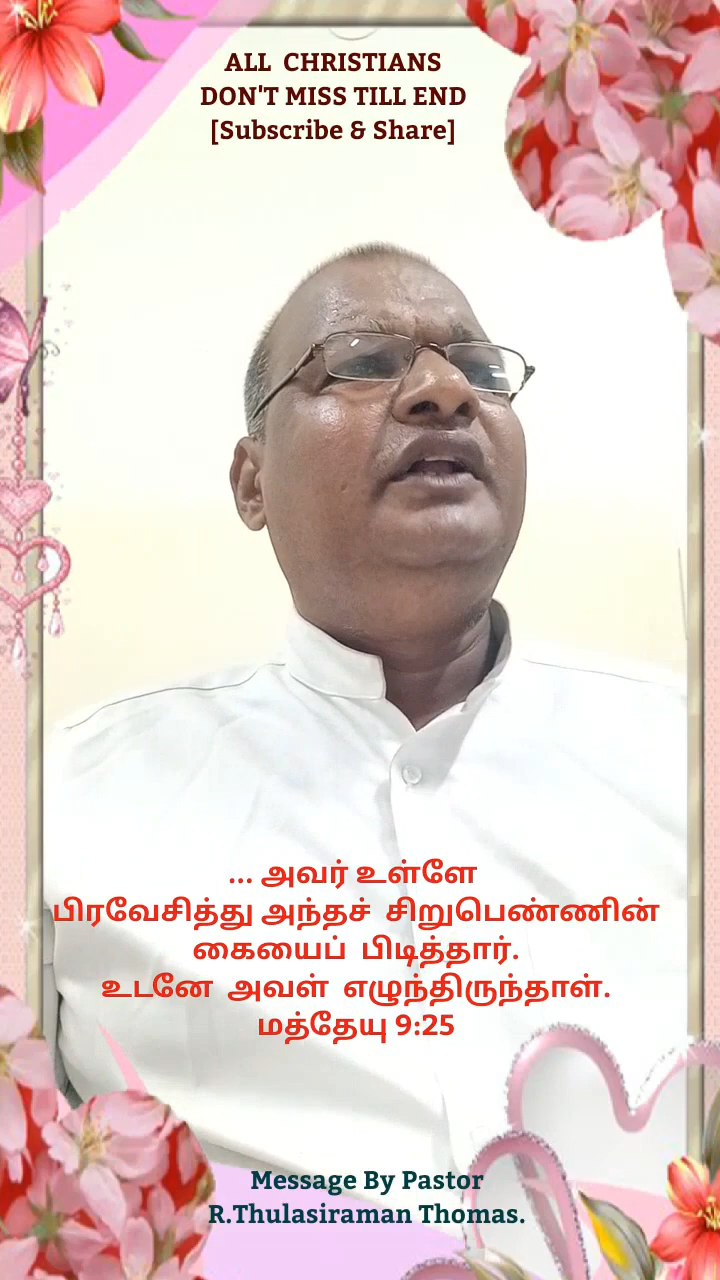 ALL CHRISTIANS
DON'T MISS TILL END
[Subscribe & Share]
... அவர் உள்ளே
பிரவேசித்து அந்தச் சிறுபெண்ணின்
கையைப் பிடித்தார்.
உடனே அவள் எழுந்திருந்தாள்.
மத்தேயு 9:25
Message By Pastor
R.Thulasiraman Thomas.